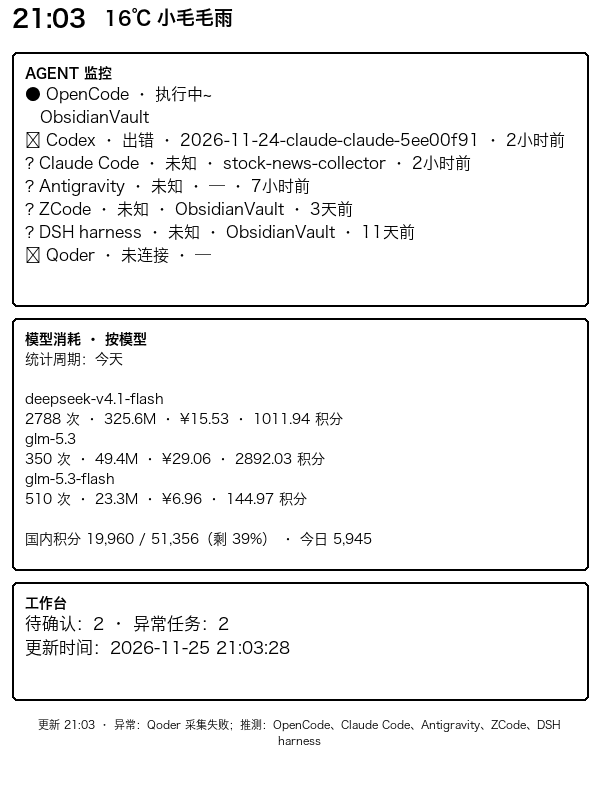 21:03 16℃ 小毛毛雨
AGENT 监控
● OpenCode · 执行中~
ObsidianVault
☒ Codex · 出错 · 2026-11-24-claude-claude-5ee00f91 · 2小时前
? Claude Code · 未知 · stock-news-collector · 2小时前
? Antigravity · 未知 · — · 7小时前
? ZCode · 未知 · ObsidianVault · 3天前
? DSH harness · 未知 · ObsidianVault · 11天前
☒ Qoder · 未连接 · —
模型消耗 · 按模型
统计周期：今天
deepseek-v4.1-flash
2788 次 · 325.6M · ¥15.53 · 1011.94 积分
glm-5.3
350 次 · 49.4M · ¥29.06 · 2892.03 积分
glm-5.3-flash
510 次 · 23.3M · ¥6.96 · 144.97 积分
国内积分 19,960 / 51,356（剩 39%） · 今日 5,945
工作台
待确认：2 · 异常任务：2
更新时间：2026-11-25 21:03:28
更新 21:03 · 异常：Qoder 采集失败；推测：OpenCode、Claude Code、Antigravity、ZCode、DSH
harness